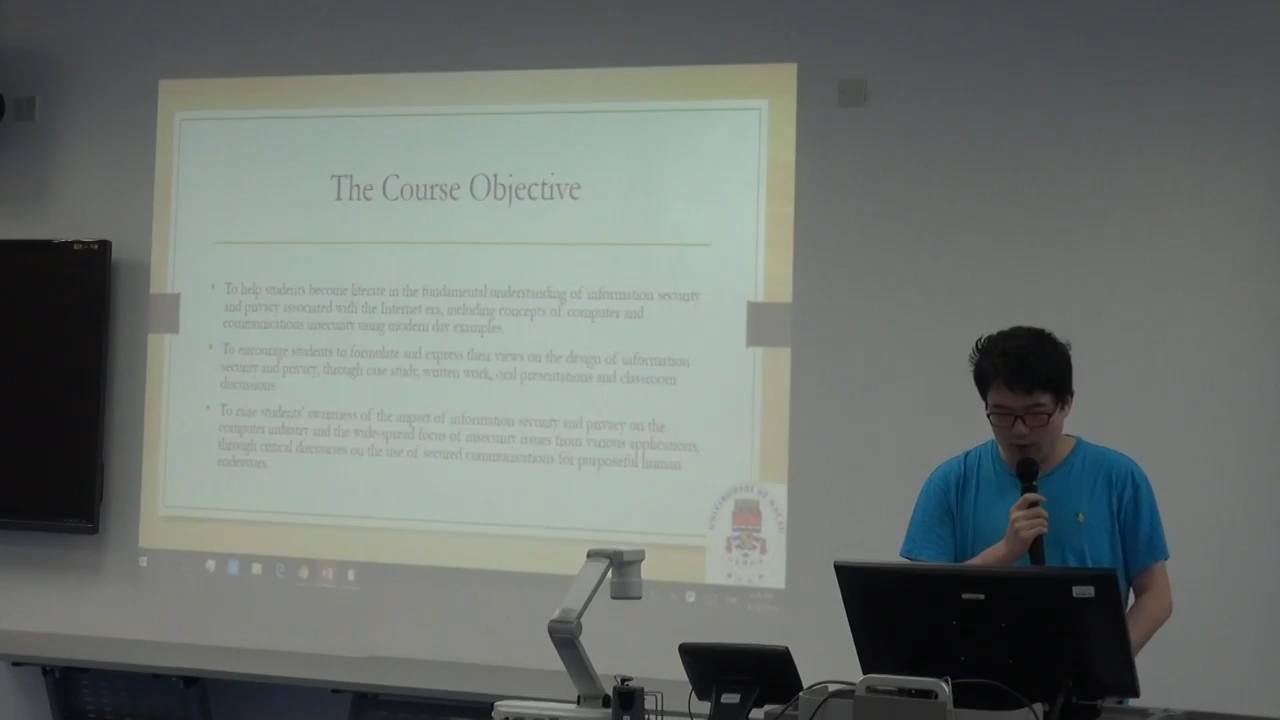 The Course Objective
• To help students become literate in the fundamental understanding of information security
and privacy associated with the Internet era, including concepts of computer and
communications insecurity using modern day examples.
• To encourage students to formulate and express their views on the design of information
security and privacy, through case study, written work, oral presentations and classroom
discussions.
• To raise students' awareness of the impact of information security and privacy on the
computer industry and the wide-spread focus of insecurity issues from various applications,
through critical discourses on the use of secured communications for purposeful human
endeavors.
UNIVERSIDADE DE MACAU